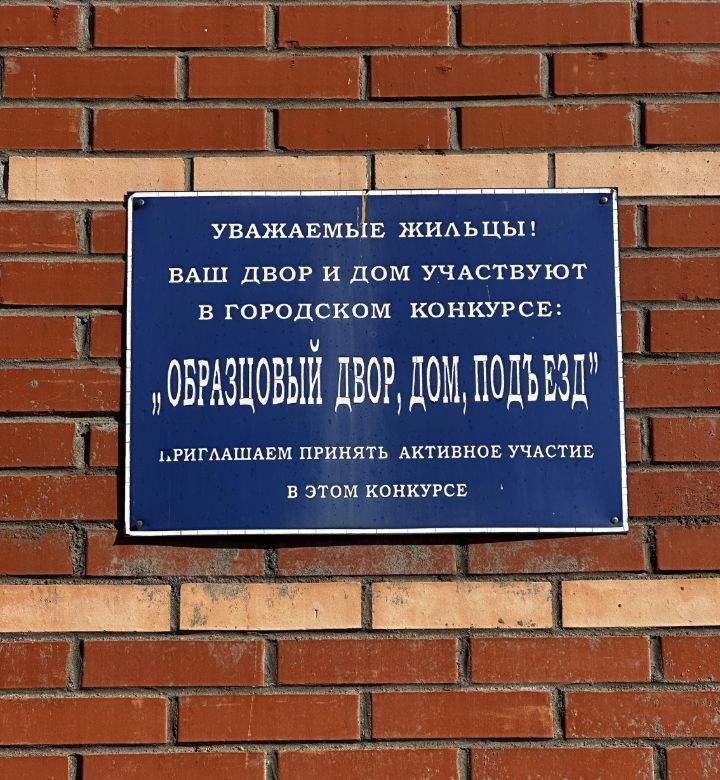 УВАЖАЕМЫЕ ЖИЛЬЦЫ!
ВАШ ДВОР И ДОМ УЧАСТВУЮТ
В ГОРОДСКОМ КОНКУРСЕ:
„ОБРАЗЦОВЫЙ ДВОР, ДОМ, ПОДЪЕЗД”
ПРИГЛАШАЕМ ПРИНЯТЬ АКТИВНОЕ УЧАСТИЕ
В ЭТОМ КОНКУРСЕ